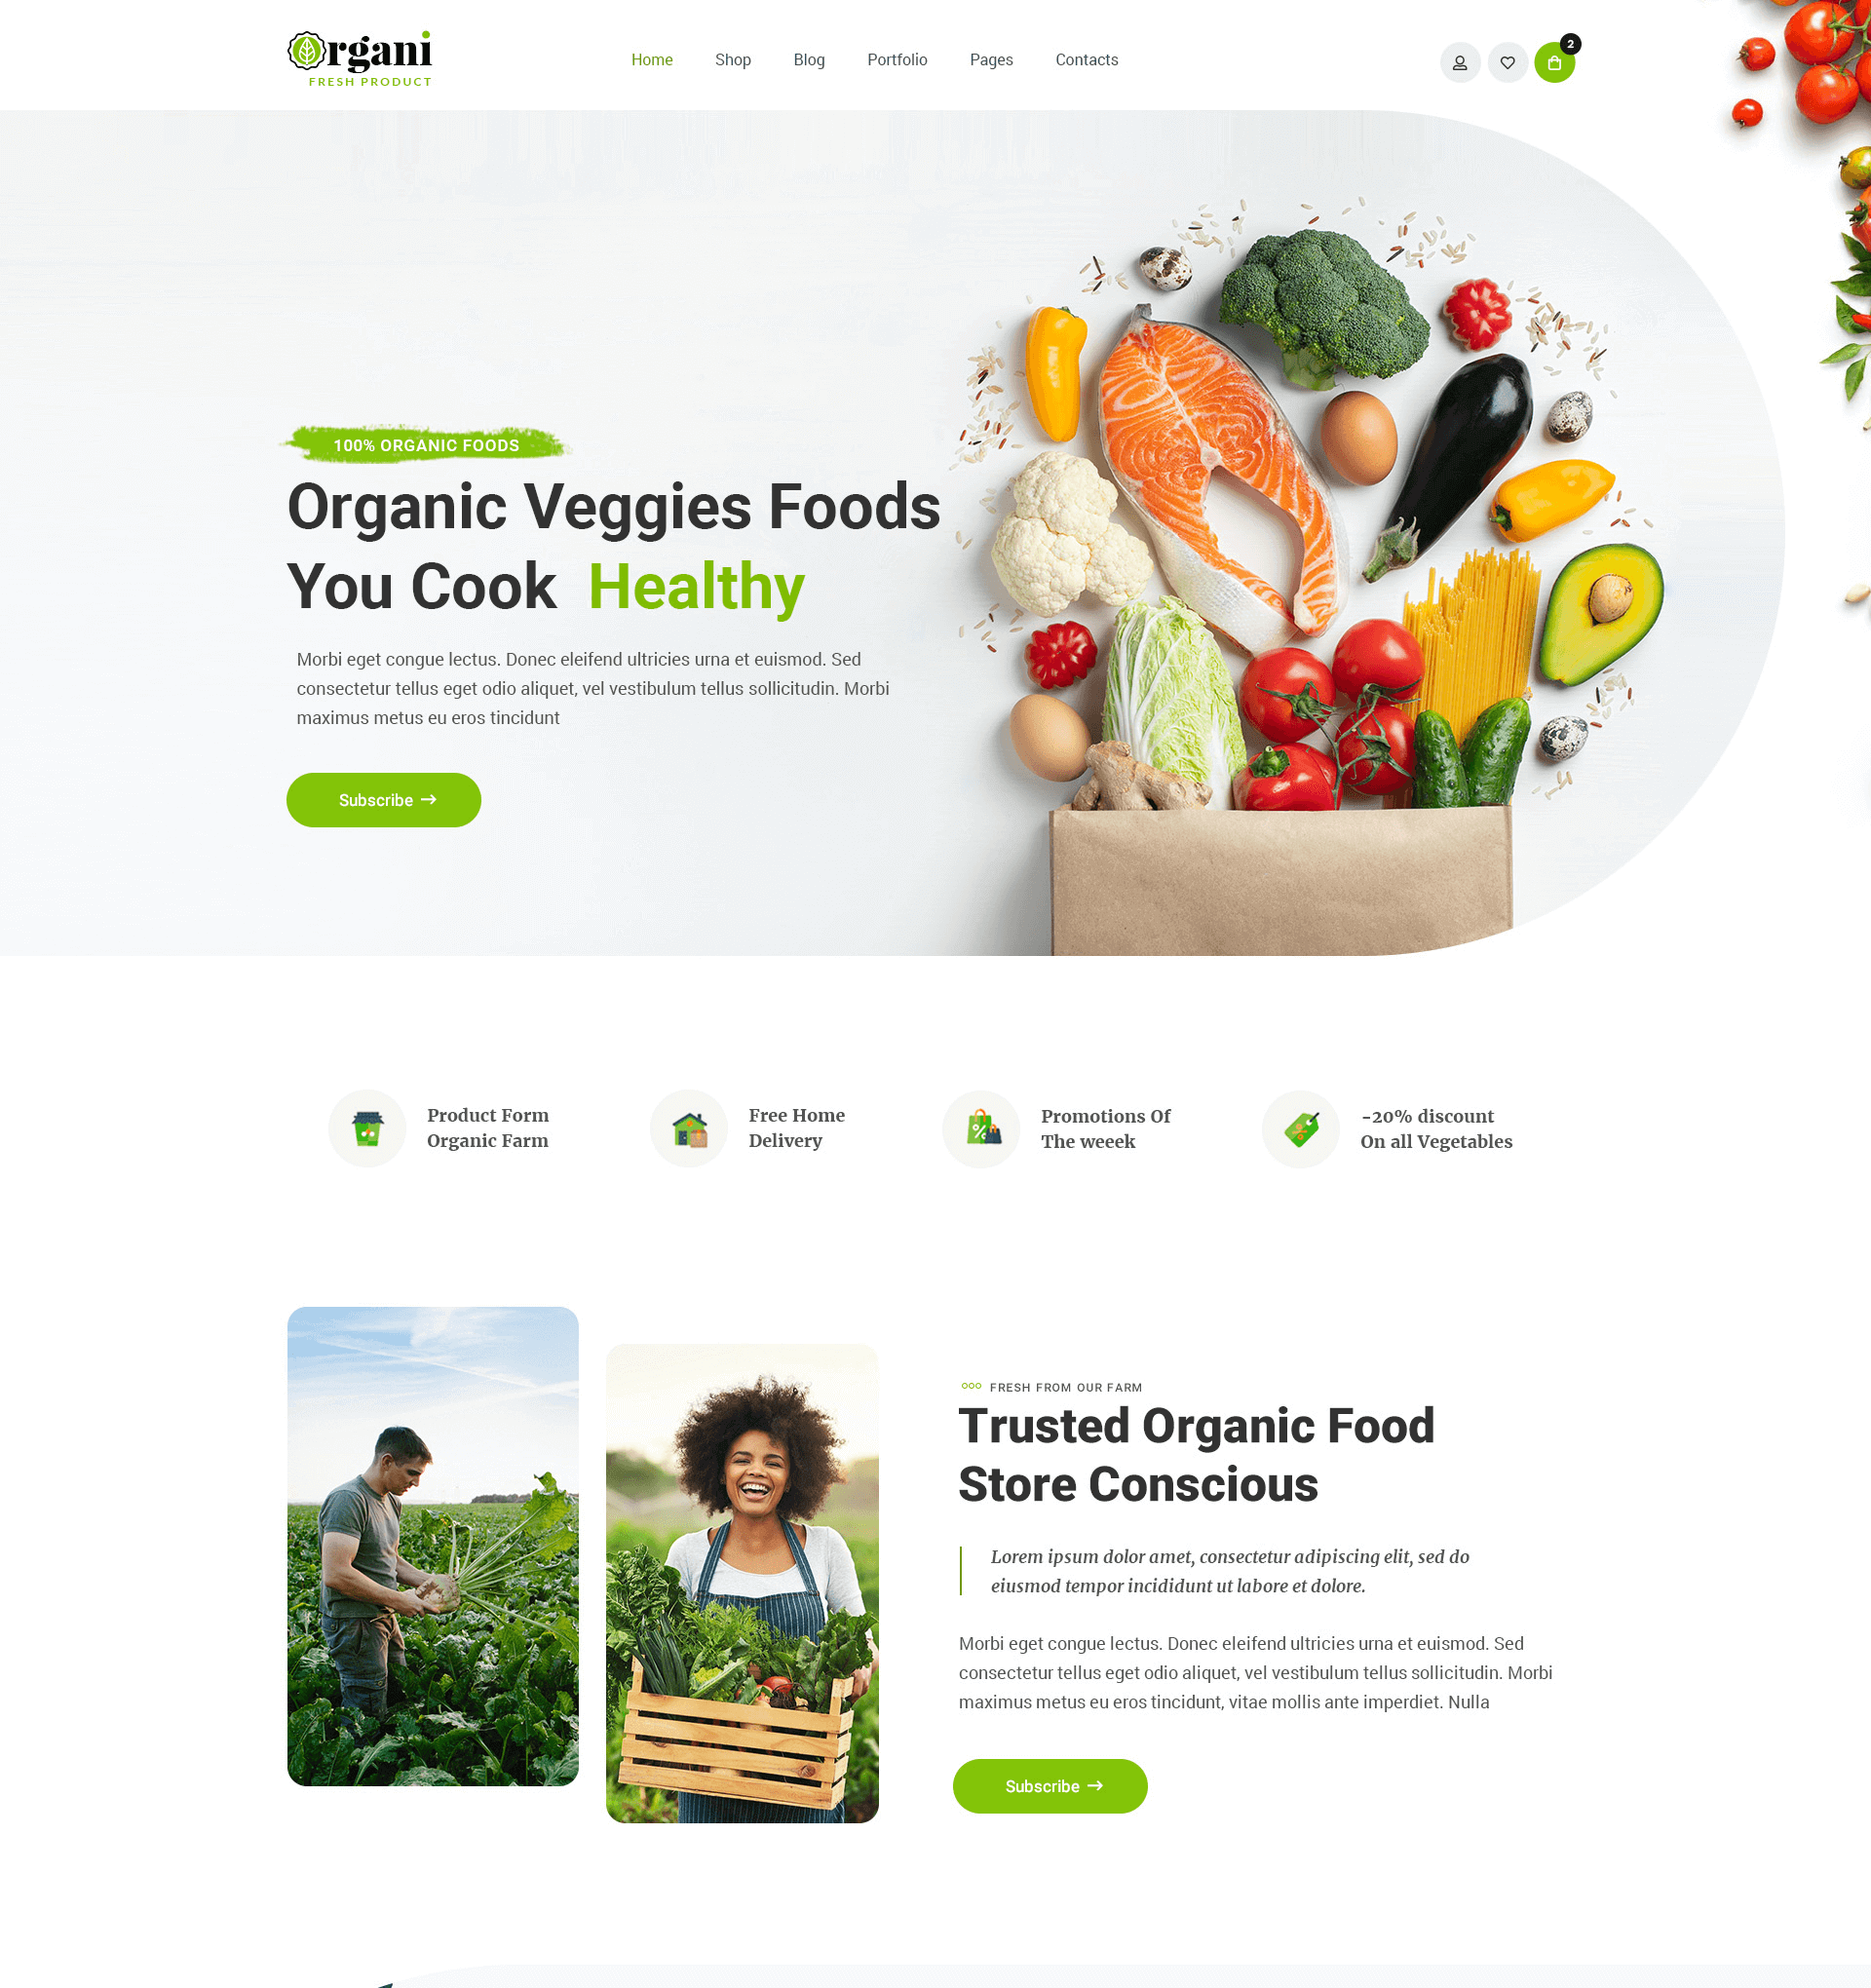 Organi
FRESH PRODUCT
Home Shop Blog Portfolio Pages Contacts
2
100% ORGANIC FOODS
Organic Veggies Foods
You Cook Healthy
Morbi eget congue lectus. Donec eleifend ultricies urna et euismod. Sed
consectetur tellus eget odio aliquet, vel vestibulum tellus sollicitudin. Morbi
maximus metus eu eros tincidunt
Subscribe →
Product Form
Organic Farm
Free Home
Delivery
Promotions Of
The weeek
-20% discount
On all Vegetables
FRESH FROM OUR FARM
Trusted Organic Food
Store Conscious
Lorem ipsum dolor amet, consectetur adipiscing elit, sed do
eiusmod tempor incididunt ut labore et dolore.
Morbi eget congue lectus. Donec eleifend ultricies urna et euismod. Sed
consectetur tellus eget odio aliquet, vel vestibulum tellus sollicitudin. Morbi
maximus metus eu eros tincidunt, vitae mollis ante imperdiet. Nulla
Subscribe →